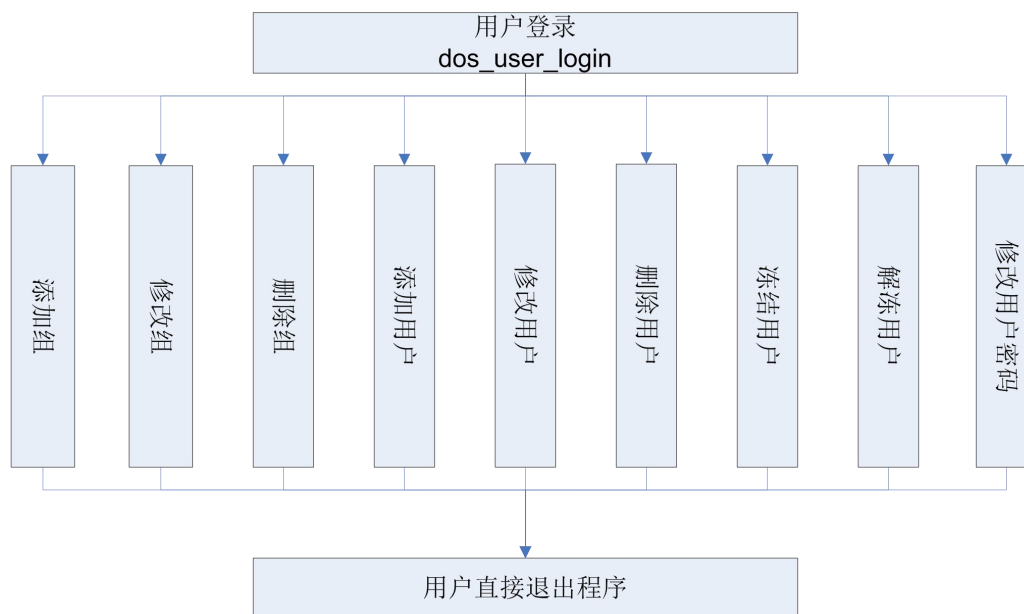 用户登录
dos_user_login
添加组
修改组
删除组
添加用户
修改用户
删除用户
冻结用户
解冻用户
修改用户密码
用户直接退出程序